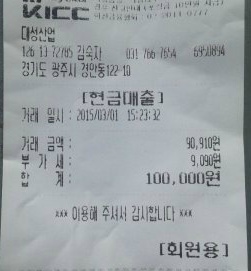 KICC
대성산업
126-13-72765 김숙자 031 766 7654 6950894
경기도 광주시 경안동122-10
[현금매출]
거래 일시 : 2015/03/01 15:23:32
거래 금액 : 90,910원
부 가 세 : 9,090원
합 계 : 100,000원
*** 이용해 주셔서 감사합니다 ***
[회원용]